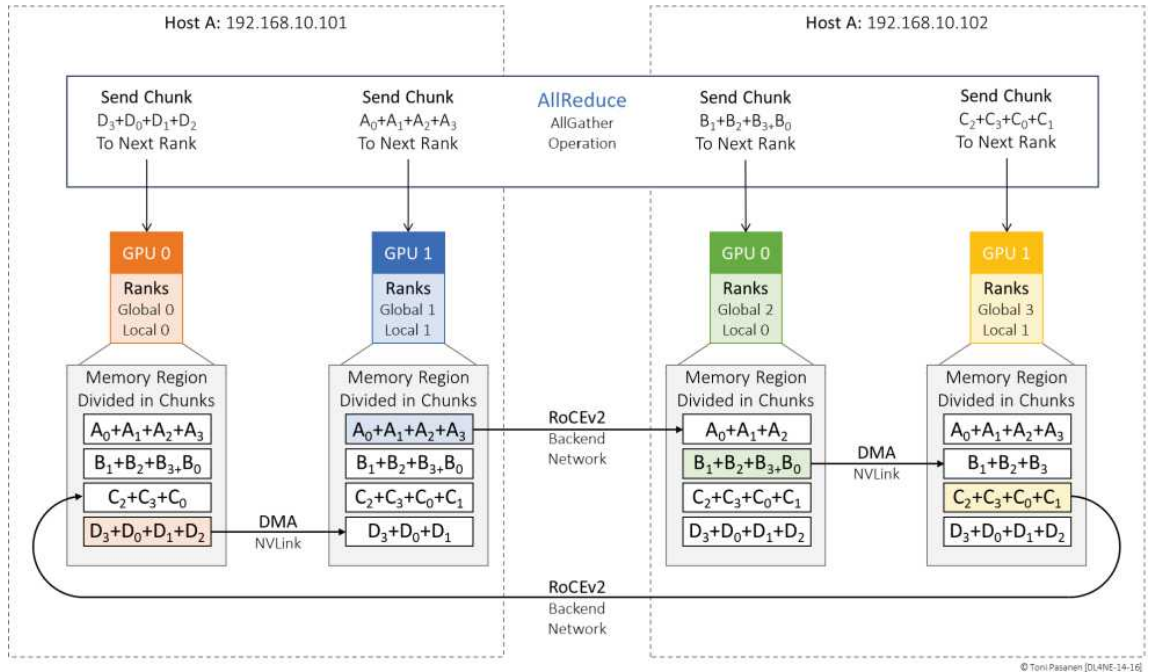 Host A: 192.168.10.101
Host A: 192.168.10.102
Send Chunk
D₃+D₀+D₁+D₂
To Next Rank
Send Chunk
A₀+A₁+A₂+A₃
To Next Rank
AllReduce
AllGather
Operation
Send Chunk
B₁+B₂+B₃₊B₀
To Next Rank
Send Chunk
C₂+C₃+C₀+C₁
To Next Rank
GPU 0
Ranks
Global 0
Local 0
GPU 1
Ranks
Global 1
Local 1
GPU 0
Ranks
Global 2
Local 0
GPU 1
Ranks
Global 3
Local 1
Memory Region
Divided in Chunks
A₀+A₁+A₂+A₃
B₁+B₂+B₃₊B₀
C₂+C₃+C₀
D₃+D₀+D₁+D₂
DMA
NVLink
Memory Region
Divided in Chunks
A₀+A₁+A₂+A₃
B₁+B₂+B₃₊B₀
C₂+C₃+C₀+C₁
D₃+D₀+D₁
RoCEv2
Backend
Network
Memory Region
Divided in Chunks
A₀+A₁+A₂
B₁+B₂+B₃₊B₀
C₂+C₃+C₀+C₁
D₃+D₀+D₁+D₂
DMA
NVLink
Memory Region
Divided in Chunks
A₀+A₁+A₂+A₃
B₁+B₂+B₃
C₂+C₃+C₀+C₁
D₃+D₀+D₁+D₂
RoCEv2
Backend
Network
© Toni Pasanen [DL4NE-14-16]